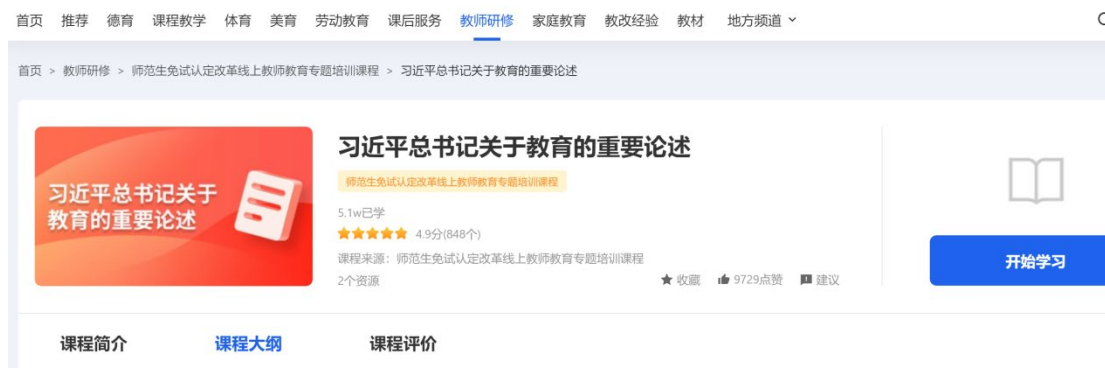 首页 推荐 德育 课程教学 体育 美育 劳动教育 课后服务 教师研修 家庭教育 教改经验 教材 地方频道
首页 > 教师研修 > 师范生免试认定改革线上教师教育专题培训课程 > 习近平总书记关于教育的重要论述
习近平总书记关于
教育的重要论述
习近平总书记关于教育的重要论述
师范生免试认定改革线上教师教育专题培训课程
5.1w已学
4.9分(848个)
课程来源：师范生免试认定改革线上教师教育专题培训课程
2个资源
收藏 9729点赞 建议
开始学习
课程简介 课程大纲 课程评价